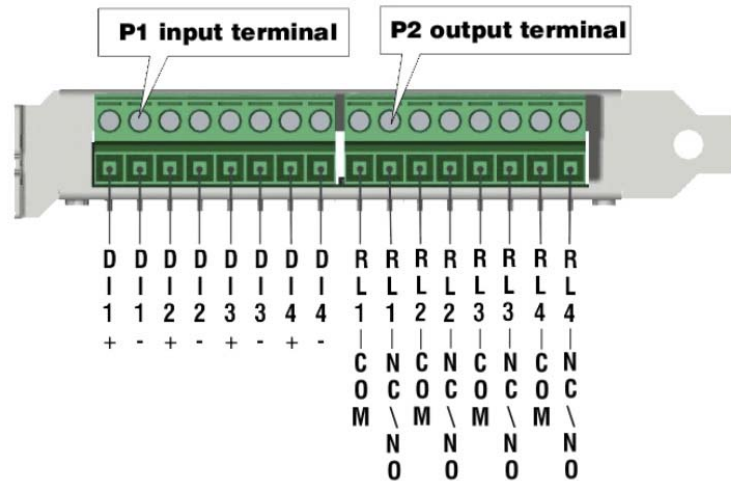 P1 input terminal
P2 output terminal
DI1+
DI1-
DI2+
DI2-
DI3+
DI3-
DI4+
DI4-
RL1—COM
RL1—NC\NO
RL2—COM
RL2—NC\NO
RL3—COM
RL3—NC\NO
RL4—COM
RL4—NC\NO